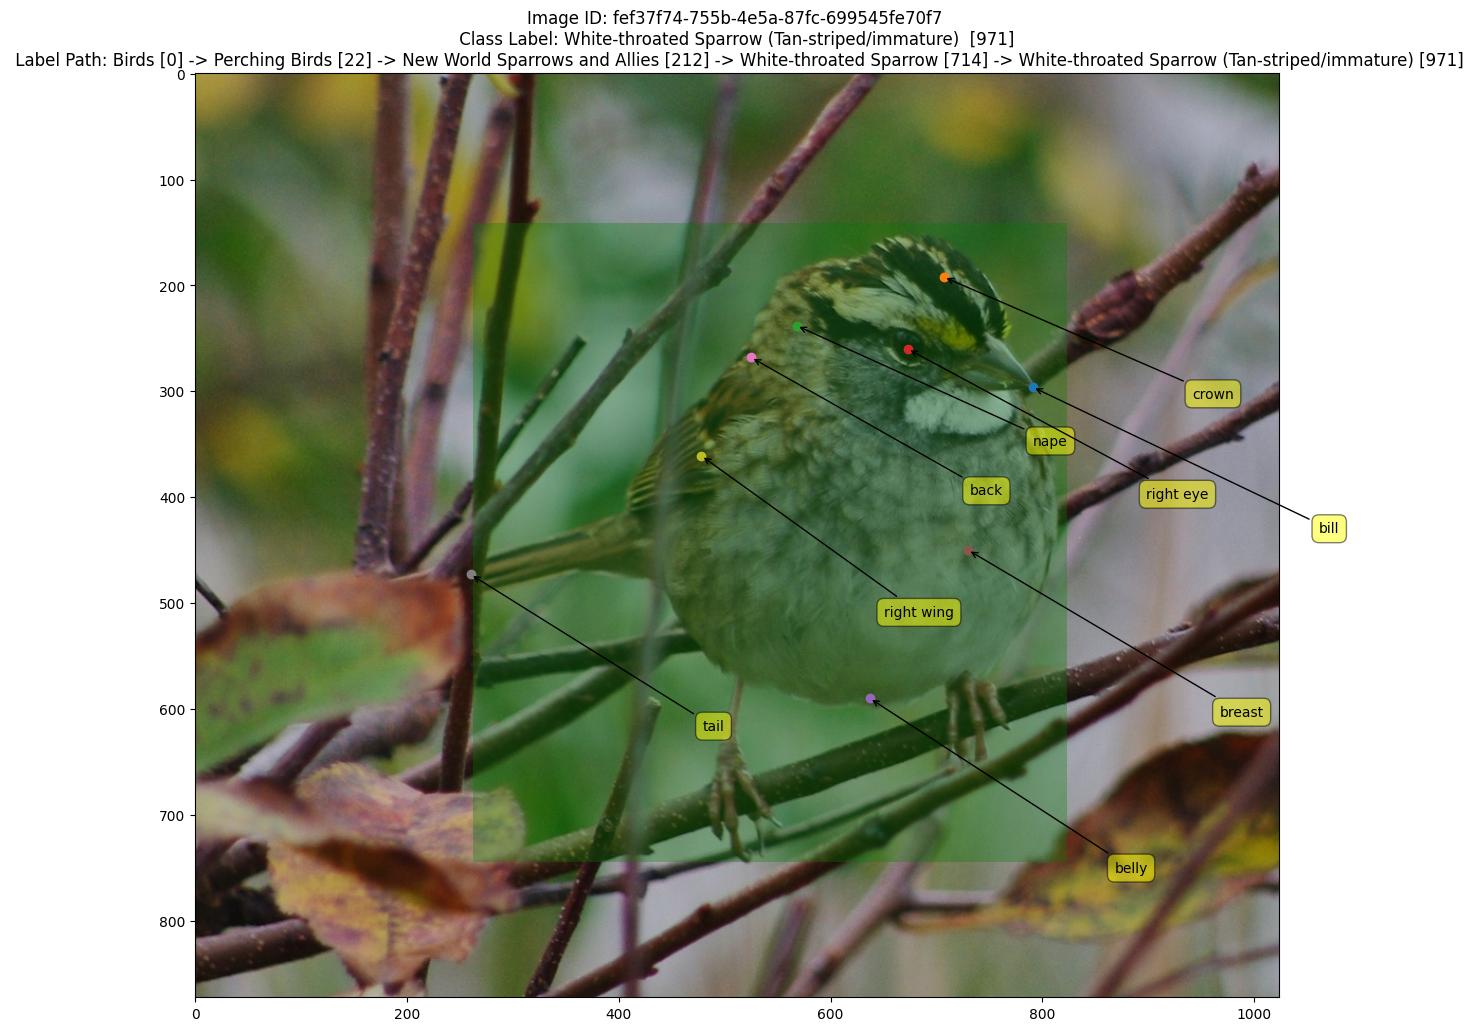 Image ID: fef37f74-755b-4e5a-87fc-699545fe70f7
Class Label: White-throated Sparrow (Tan-striped/immature)  [971]
Label Path: Birds [0] -> Perching Birds [22] -> New World Sparrows and Allies [212] -> White-throated Sparrow [714] -> White-throated Sparrow (Tan-striped/immature) [971]
0
100
200
300
400
500
600
700
800
crown
nape
back
right eye
bill
right wing
breast
tail
belly
0
200
400
600
800
1000